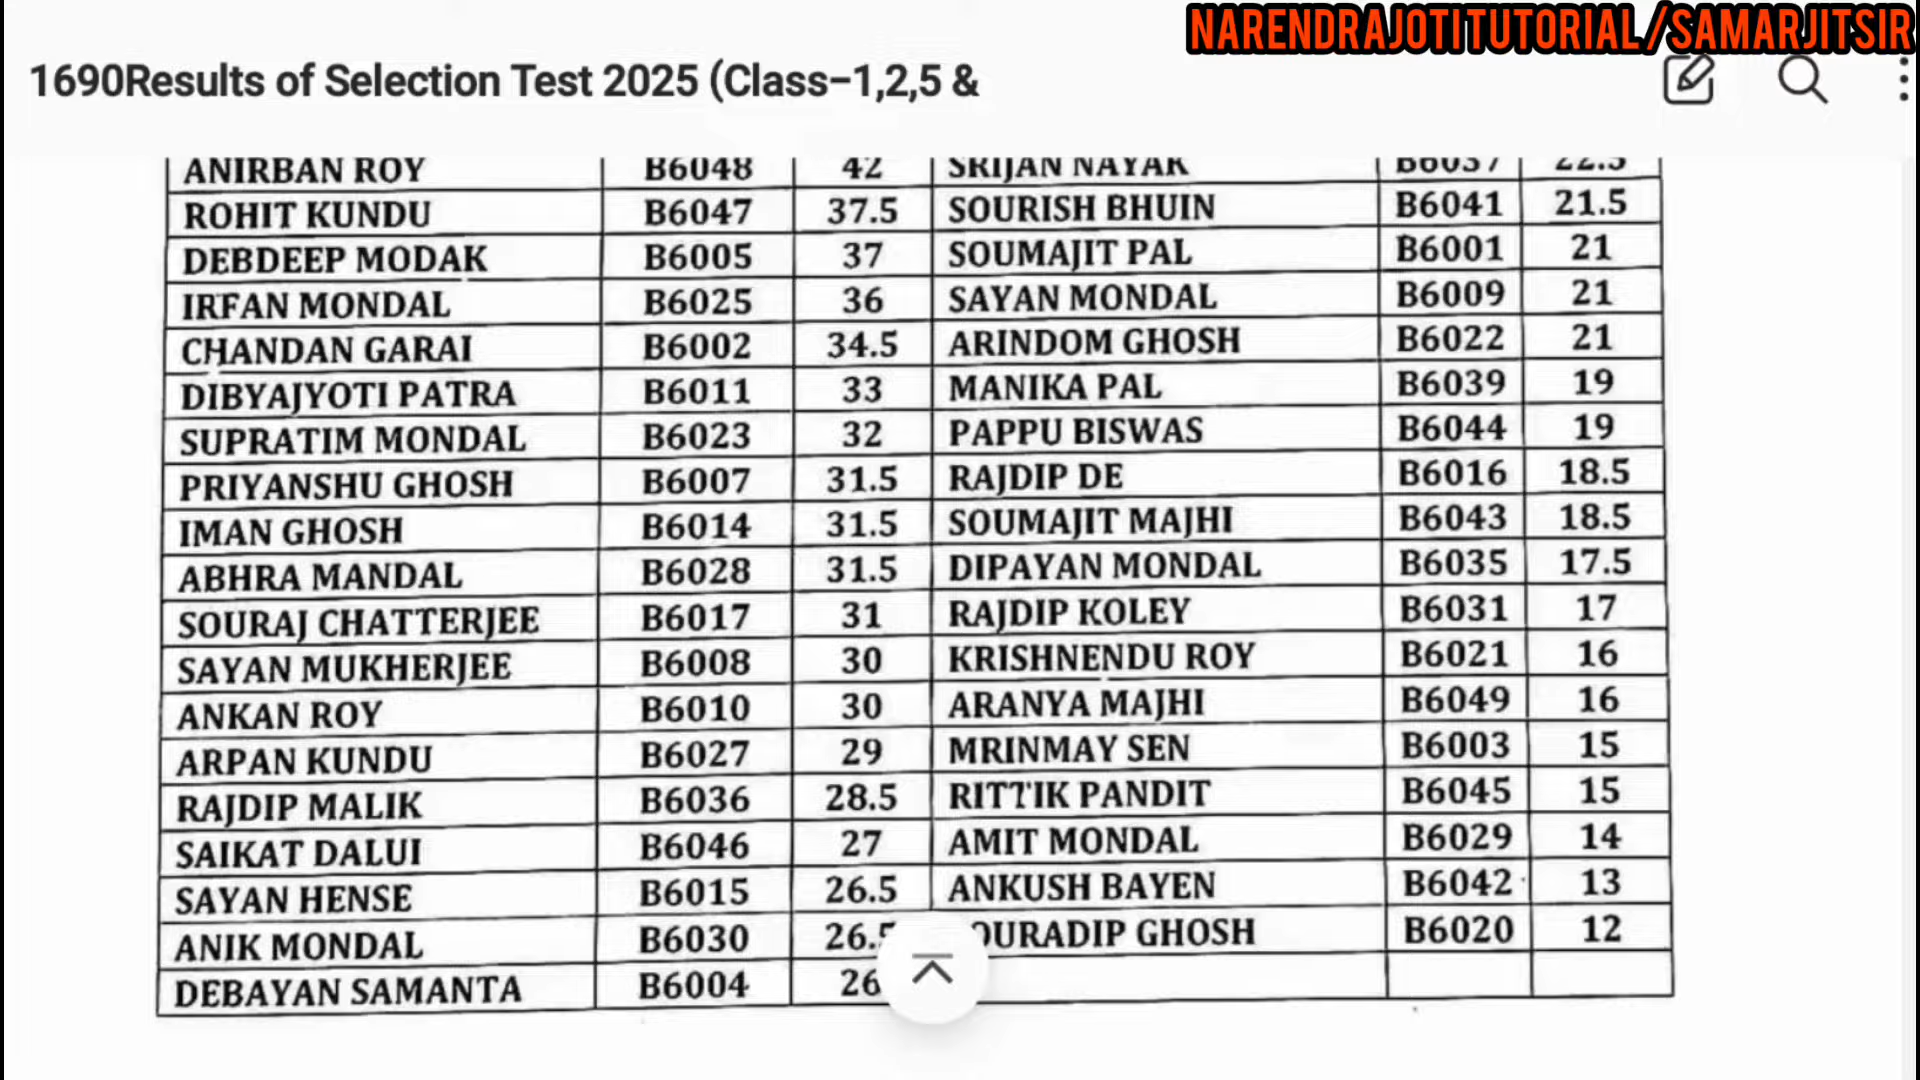 NARENDRAJOTITUTORIAL/SAMARJITSIR
1690Results of Selection Test 2025 (Class-1,2,5 &
ANIRBAN ROY B6048 42 SRIJAN NAYAK B6037 22.5
ROHIT KUNDU B6047 37.5 SOURISH BHUIN B6041 21.5
DEBDEEP MODAK B6005 37 SOUMAJIT PAL B6001 21
IRFAN MONDAL B6025 36 SAYAN MONDAL B6009 21
CHANDAN GARAI B6002 34.5 ARINDOM GHOSH B6022 21
DIBYAJYOTI PATRA B6011 33 MANIKA PAL B6039 19
SUPRATIM MONDAL B6023 32 PAPPU BISWAS B6044 19
PRIYANSHU GHOSH B6007 31.5 RAJDIP DE B6016 18.5
IMAN GHOSH B6014 31.5 SOUMAJIT MAJHI B6043 18.5
ABHRA MANDAL B6028 31.5 DIPAYAN MONDAL B6035 17.5
SOURAJ CHATTERJEE B6017 31 RAJDIP KOLEY B6031 17
SAYAN MUKHERJEE B6008 30 KRISHNENDU ROY B6021 16
ANKAN ROY B6010 30 ARANYA MAJHI B6049 16
ARPAN KUNDU B6027 29 MRINMAY SEN B6003 15
RAJDIP MALIK B6036 28.5 RITTIK PANDIT B6045 15
SAIKAT DALUI B6046 27 AMIT MONDAL B6029 14
SAYAN HENSE B6015 26.5 ANKUSH BAYEN B6042 13
ANIK MONDAL B6030 26.5 OURADIP GHOSH B6020 12
DEBAYAN SAMANTA B6004 26